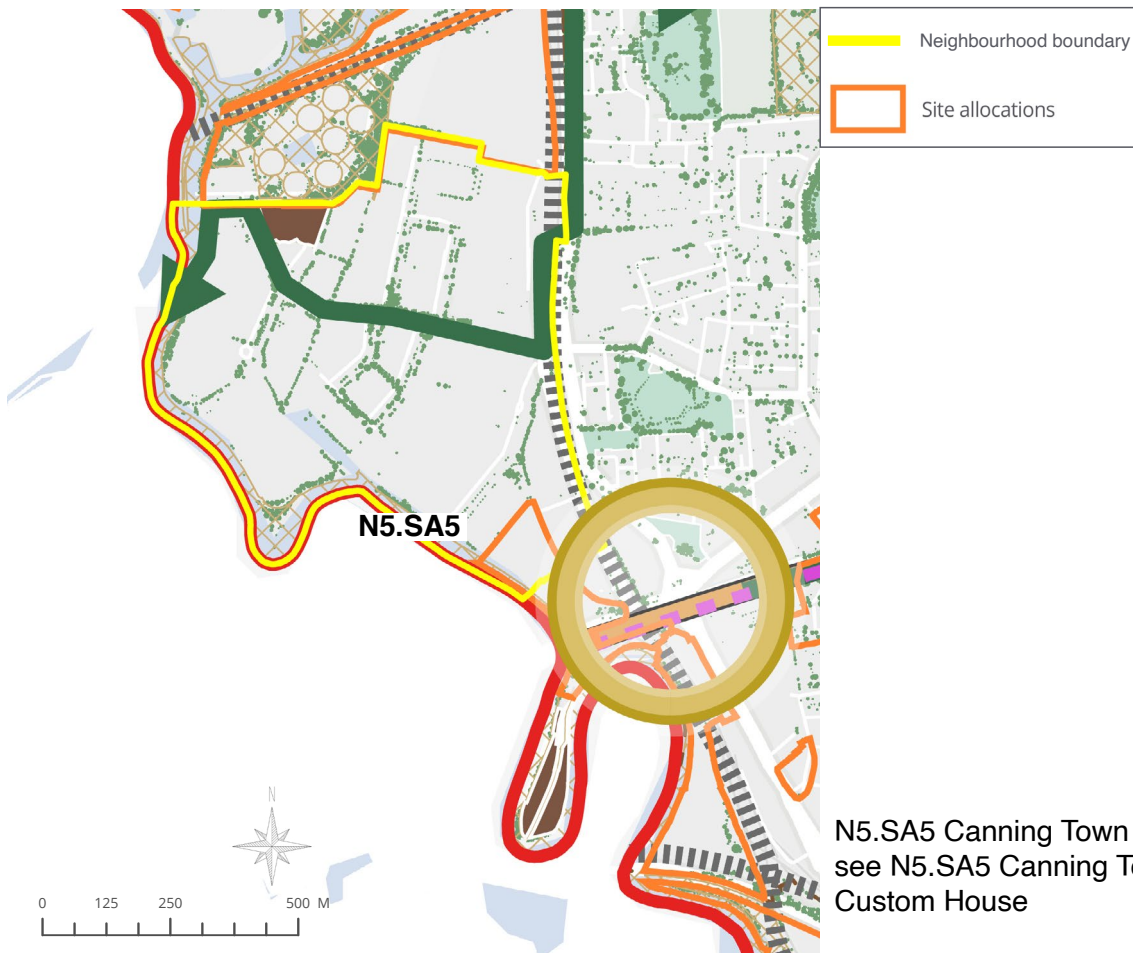 Neighbourhood boundary
Site allocations
N5.SA5
N
0 125 250 500 M
N5.SA5 Canning Town
see N5.SA5 Canning To
Custom House